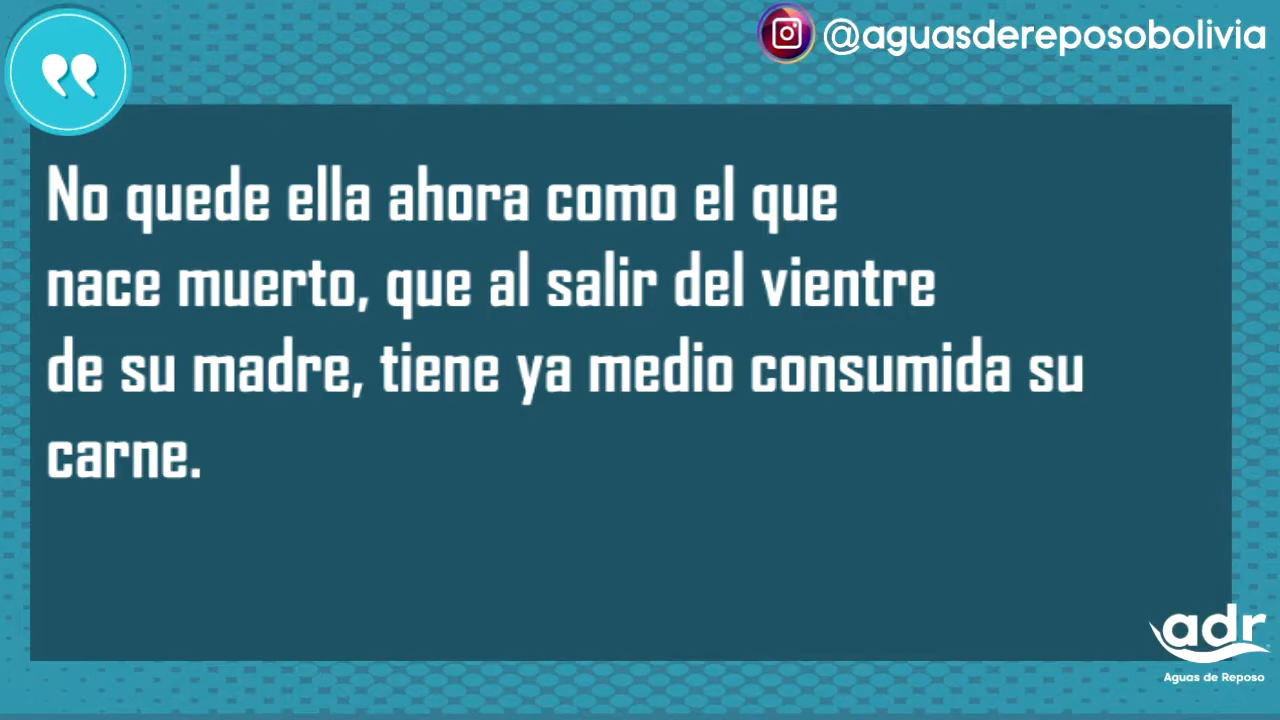 @aguasdereposobolivia
No quede ella ahora como el que
nace muerto, que al salir del vientre
de su madre, tiene ya medio consumida su
carne.
adr
Aguas de Reposo